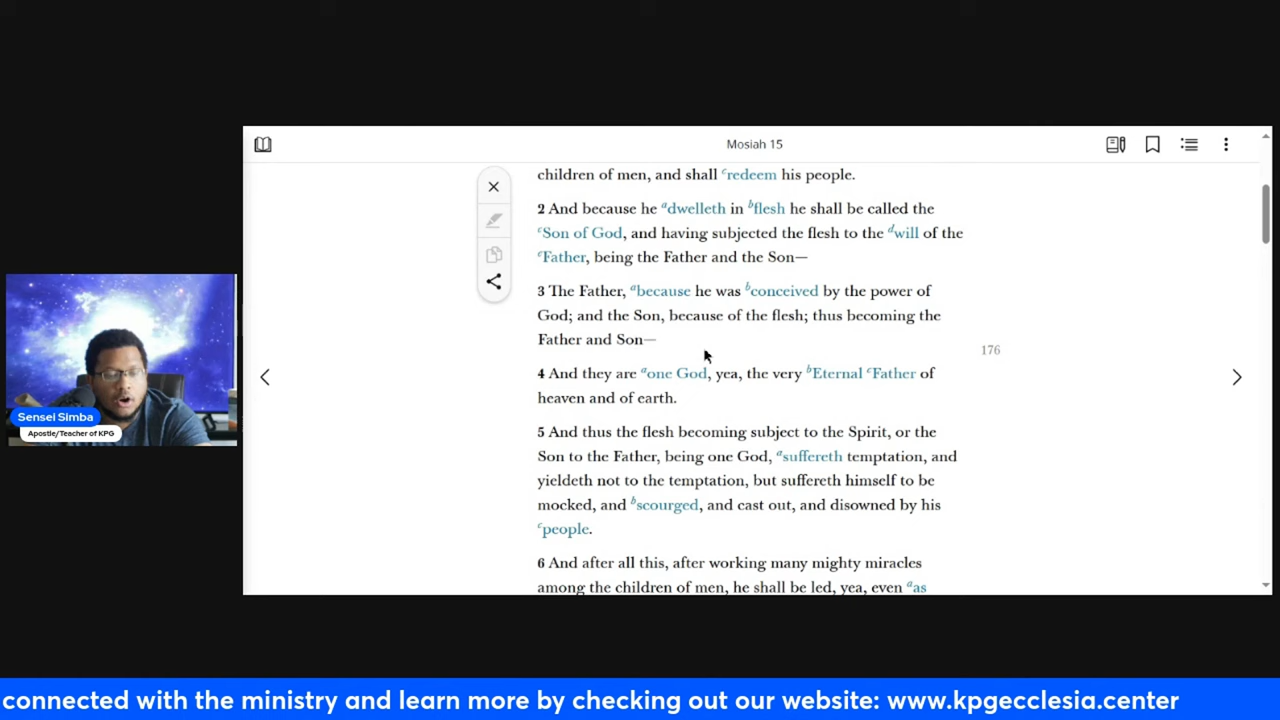 Mosiah 15
children of men, and shall ᶜredeem his people.
2 And because he ᵃdwelleth in ᵇflesh he shall be called the
ᶜSon of God, and having subjected the flesh to the ᵈwill of the
ᵉFather, being the Father and the Son—
3 The Father, ᵃbecause he was ᵇconceived by the power of
God; and the Son, because of the flesh; thus becoming the
Father and Son—
176
4 And they are ᵃone God, yea, the very ᵇEternal ᶜFather of
heaven and of earth.
5 And thus the flesh becoming subject to the Spirit, or the
Son to the Father, being one God, ᵃsuffereth temptation, and
yieldeth not to the temptation, but suffereth himself to be
mocked, and ᵇscourged, and cast out, and disowned by his
ᶜpeople.
6 And after all this, after working many mighty miracles
among the children of men, he shall be led, yea, even ᵃas
Sensei Simba
Apostle/Teacher of KPG
connected with the ministry and learn more by checking out our website: www.kpgecclesia.center